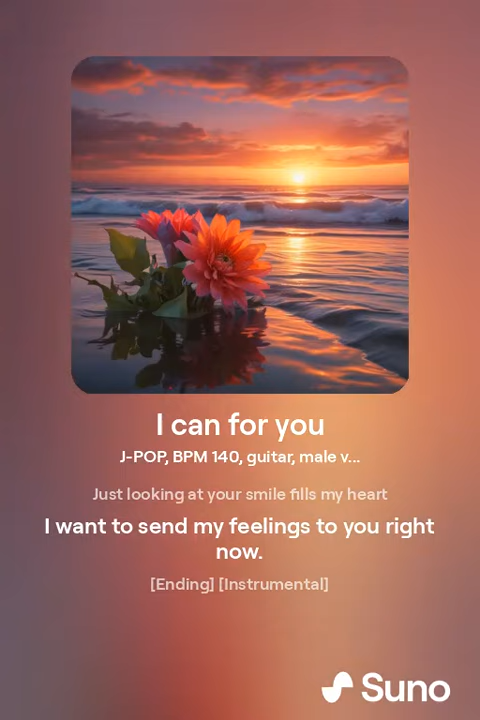 I can for you
J-POP, BPM 140, guitar, male v...
Just looking at your smile fills my heart
I want to send my feelings to you right
now.
[Ending] [Instrumental]
Suno